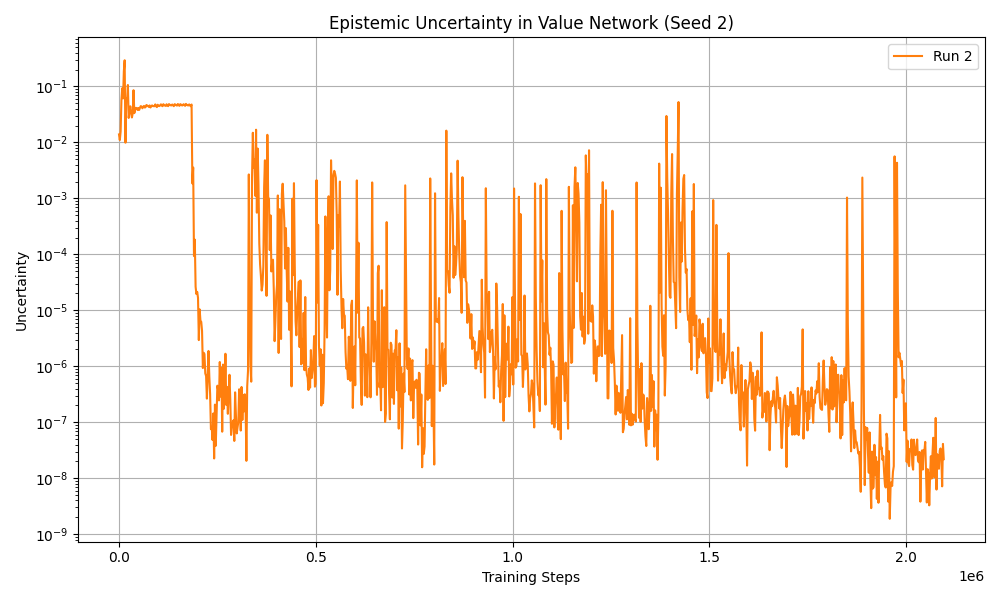 Epistemic Uncertainty in Value Network (Seed 2)
Run 2
Uncertainty
10⁻¹
10⁻²
10⁻³
10⁻⁴
10⁻⁵
10⁻⁶
10⁻⁷
10⁻⁸
10⁻⁹
0.0 0.5 1.0 1.5 2.0
1e6
Training Steps